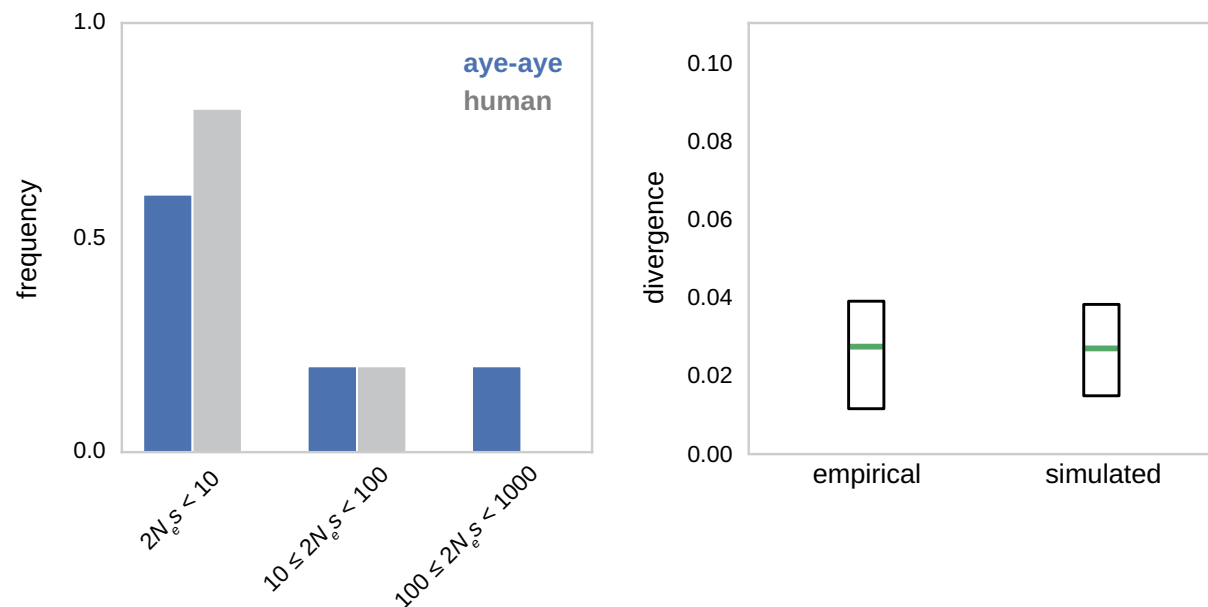 1.0
0.5
0.0
frequency
aye-aye
human
2Nₑs < 10
10 ≤ 2Nₑs < 100
100 ≤ 2Nₑs < 1000
0.10
0.08
0.06
0.04
0.02
0.00
divergence
empirical
simulated